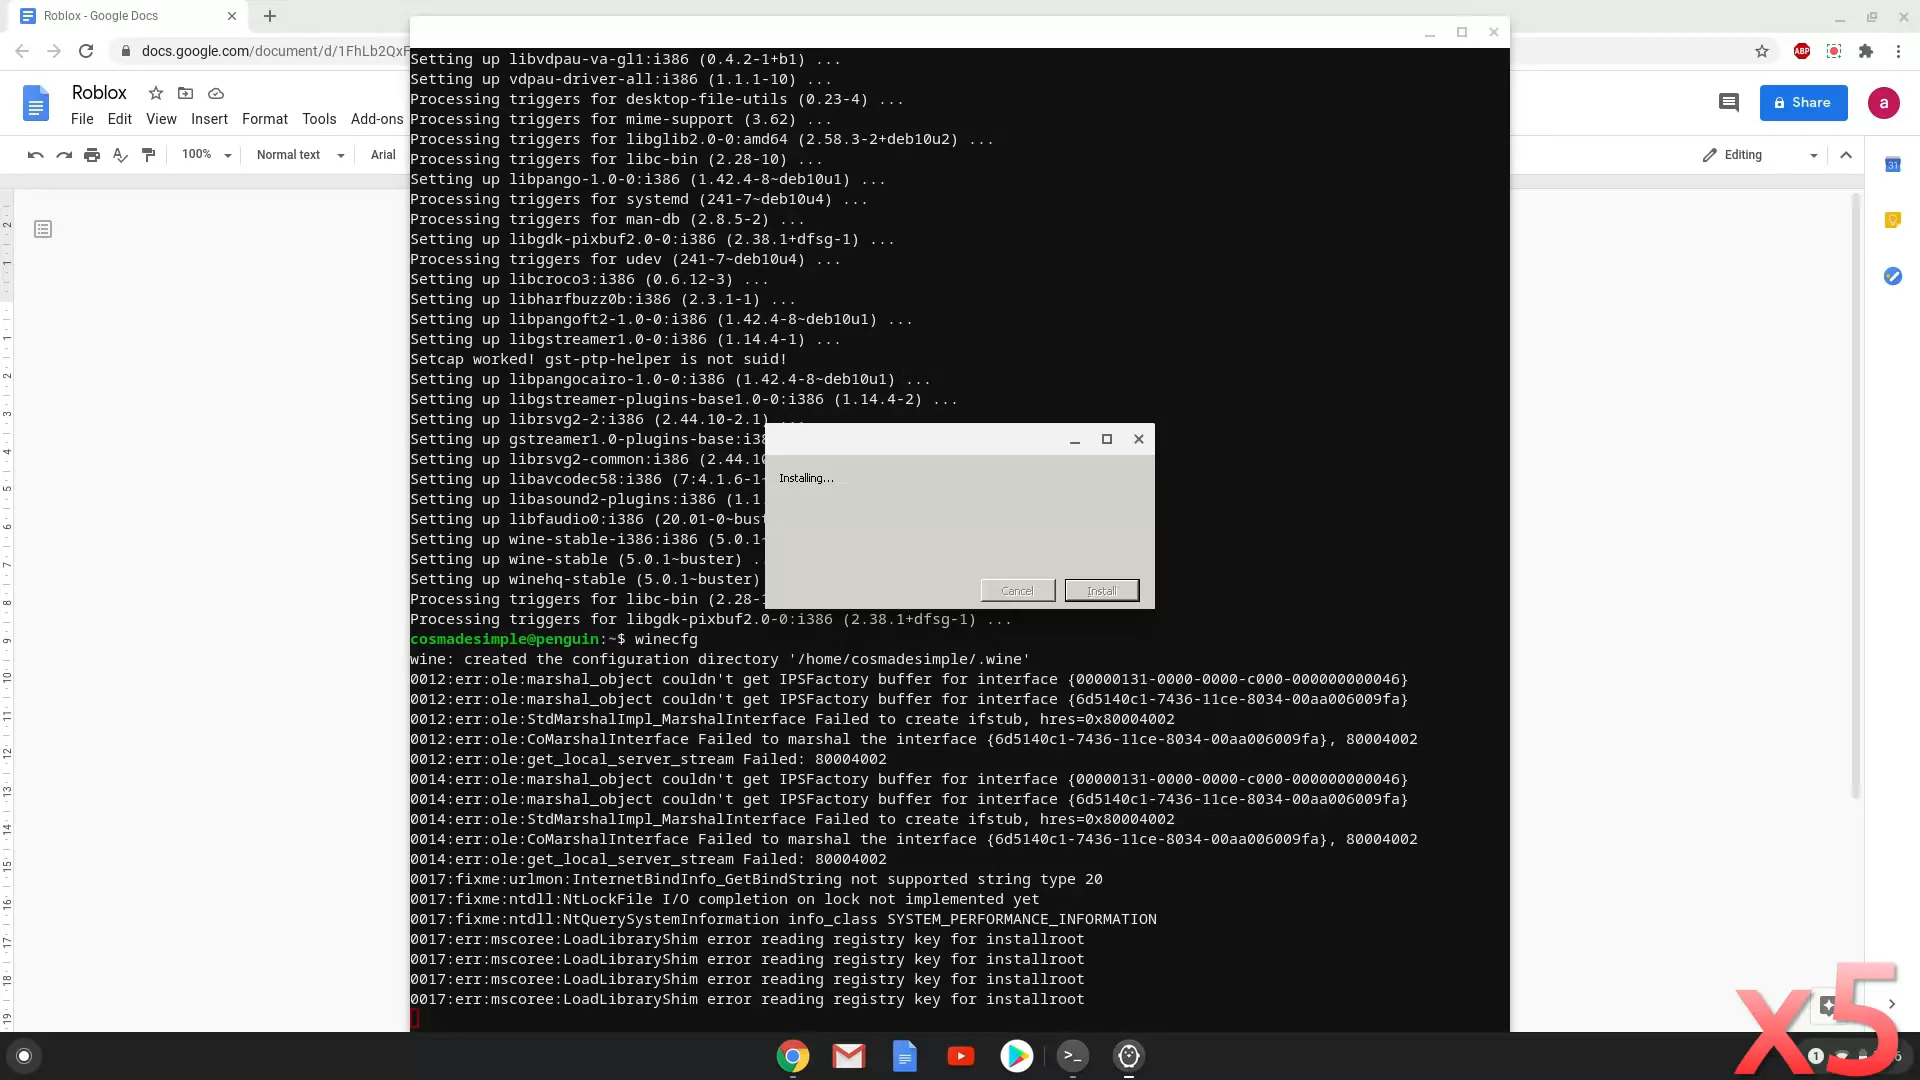 Roblox - Google Docs
docs.google.com/document/d/1FhLb2QxF
ABP
Roblox
File Edit View Insert Format Tools Add-ons
Share
a
100% Normal text Arial
Editing
31
Setting up libvdpau-va-gl1:i386 (0.4.2-1+b1) ...
Setting up vdpau-driver-all:i386 (1.1.1-10) ...
Processing triggers for desktop-file-utils (0.23-4) ...
Processing triggers for mime-support (3.62) ...
Processing triggers for libglib2.0-0:amd64 (2.58.3-2+deb10u2) ...
Processing triggers for libc-bin (2.28-10) ...
Setting up libpango-1.0-0:i386 (1.42.4-8~deb10u1) ...
Processing triggers for systemd (241-7~deb10u4) ...
Processing triggers for man-db (2.8.5-2) ...
Setting up libgdk-pixbuf2.0-0:i386 (2.38.1+dfsg-1) ...
Processing triggers for udev (241-7~deb10u4) ...
Setting up libcroco3:i386 (0.6.12-3) ...
Setting up libharfbuzz0b:i386 (2.3.1-1) ...
Setting up libpangoft2-1.0-0:i386 (1.42.4-8~deb10u1) ...
Setting up libgstreamer1.0-0:i386 (1.14.4-1) ...
Setcap worked! gst-ptp-helper is not suid!
Setting up libpangocairo-1.0-0:i386 (1.42.4-8~deb10u1) ...
Setting up libgstreamer-plugins-base1.0-0:i386 (1.14.4-2) ...
Setting up librsvg2-2:i386 (2.44.10-2.1) ...
Setting up gstreamer1.0-plugins-base:i38
Setting up librsvg2-common:i386 (2.44.10
Setting up libavcodec58:i386 (7:4.1.6-1~
Setting up libasound2-plugins:i386 (1.1.
Setting up libfaudio0:i386 (20.01-0~bust
Setting up wine-stable-i386:i386 (5.0.1~
Setting up wine-stable (5.0.1~buster) ..
Setting up winehq-stable (5.0.1~buster)
Processing triggers for libc-bin (2.28-1
Processing triggers for libgdk-pixbuf2.0-0:i386 (2.38.1+dfsg-1) ...
Installing...
Cancel Install
cosmadesimple@penguin:~$ winecfg
wine: created the configuration directory '/home/cosmadesimple/.wine'
0012:err:ole:marshal_object couldn't get IPSFactory buffer for interface {00000131-0000-0000-c000-000000000046}
0012:err:ole:marshal_object couldn't get IPSFactory buffer for interface {6d5140c1-7436-11ce-8034-00aa006009fa}
0012:err:ole:StdMarshalImpl_MarshalInterface Failed to create ifstub, hres=0x80004002
0012:err:ole:CoMarshalInterface Failed to marshal the interface {6d5140c1-7436-11ce-8034-00aa006009fa}, 80004002
0012:err:ole:get_local_server_stream Failed: 80004002
0014:err:ole:marshal_object couldn't get IPSFactory buffer for interface {00000131-0000-0000-c000-000000000046}
0014:err:ole:marshal_object couldn't get IPSFactory buffer for interface {6d5140c1-7436-11ce-8034-00aa006009fa}
0014:err:ole:StdMarshalImpl_MarshalInterface Failed to create ifstub, hres=0x80004002
0014:err:ole:CoMarshalInterface Failed to marshal the interface {6d5140c1-7436-11ce-8034-00aa006009fa}, 80004002
0014:err:ole:get_local_server_stream Failed: 80004002
0017:fixme:urlmon:InternetBindInfo_GetBindString not supported string type 20
0017:fixme:ntdll:NtLockFile I/O completion on lock not implemented yet
0017:fixme:ntdll:NtQuerySystemInformation info_class SYSTEM_PERFORMANCE_INFORMATION
0017:err:mscoree:LoadLibraryShim error reading registry key for installroot
0017:err:mscoree:LoadLibraryShim error reading registry key for installroot
0017:err:mscoree:LoadLibraryShim error reading registry key for installroot
0017:err:mscoree:LoadLibraryShim error reading registry key for installroot
x5
1